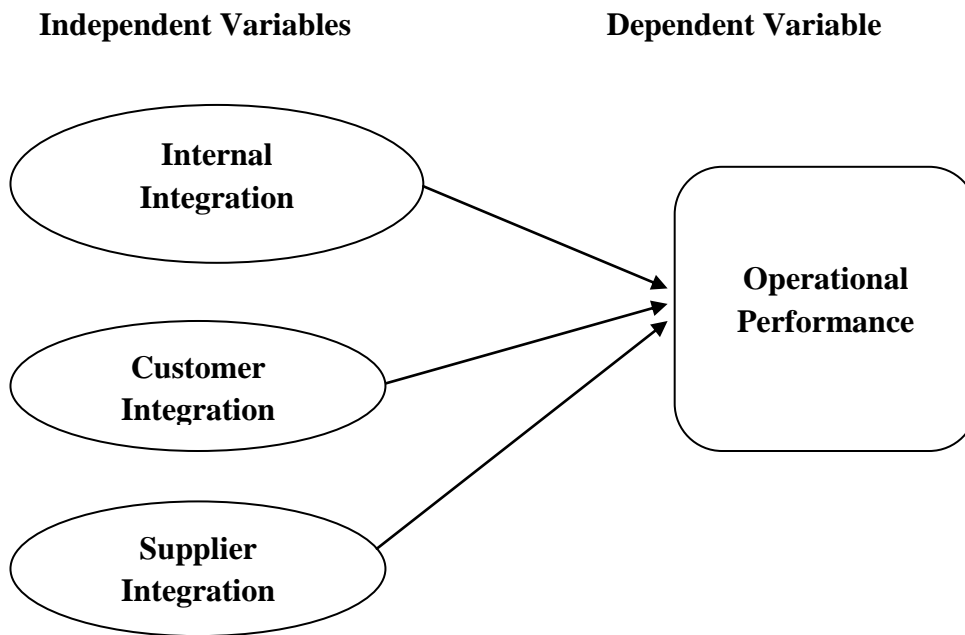 Independent Variables
Dependent Variable
Internal
Integration
Operational
Performance
Customer
Integration
Supplier
Integration